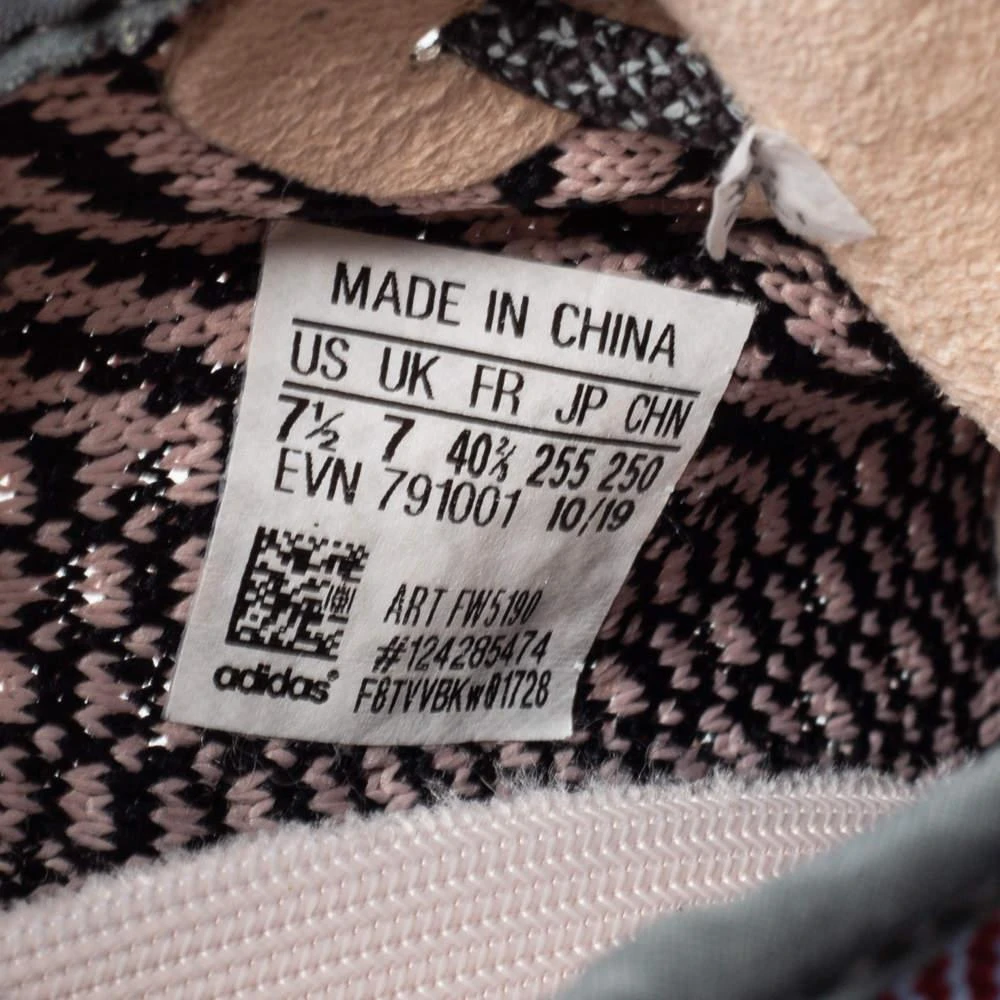 MADE IN CHINA
US UK FR JP CHN
7½ 7 40⅔ 255 250
EVN 791001 10/19
ART FW5190
#124285474
F8TVVBKw01728
adidas®